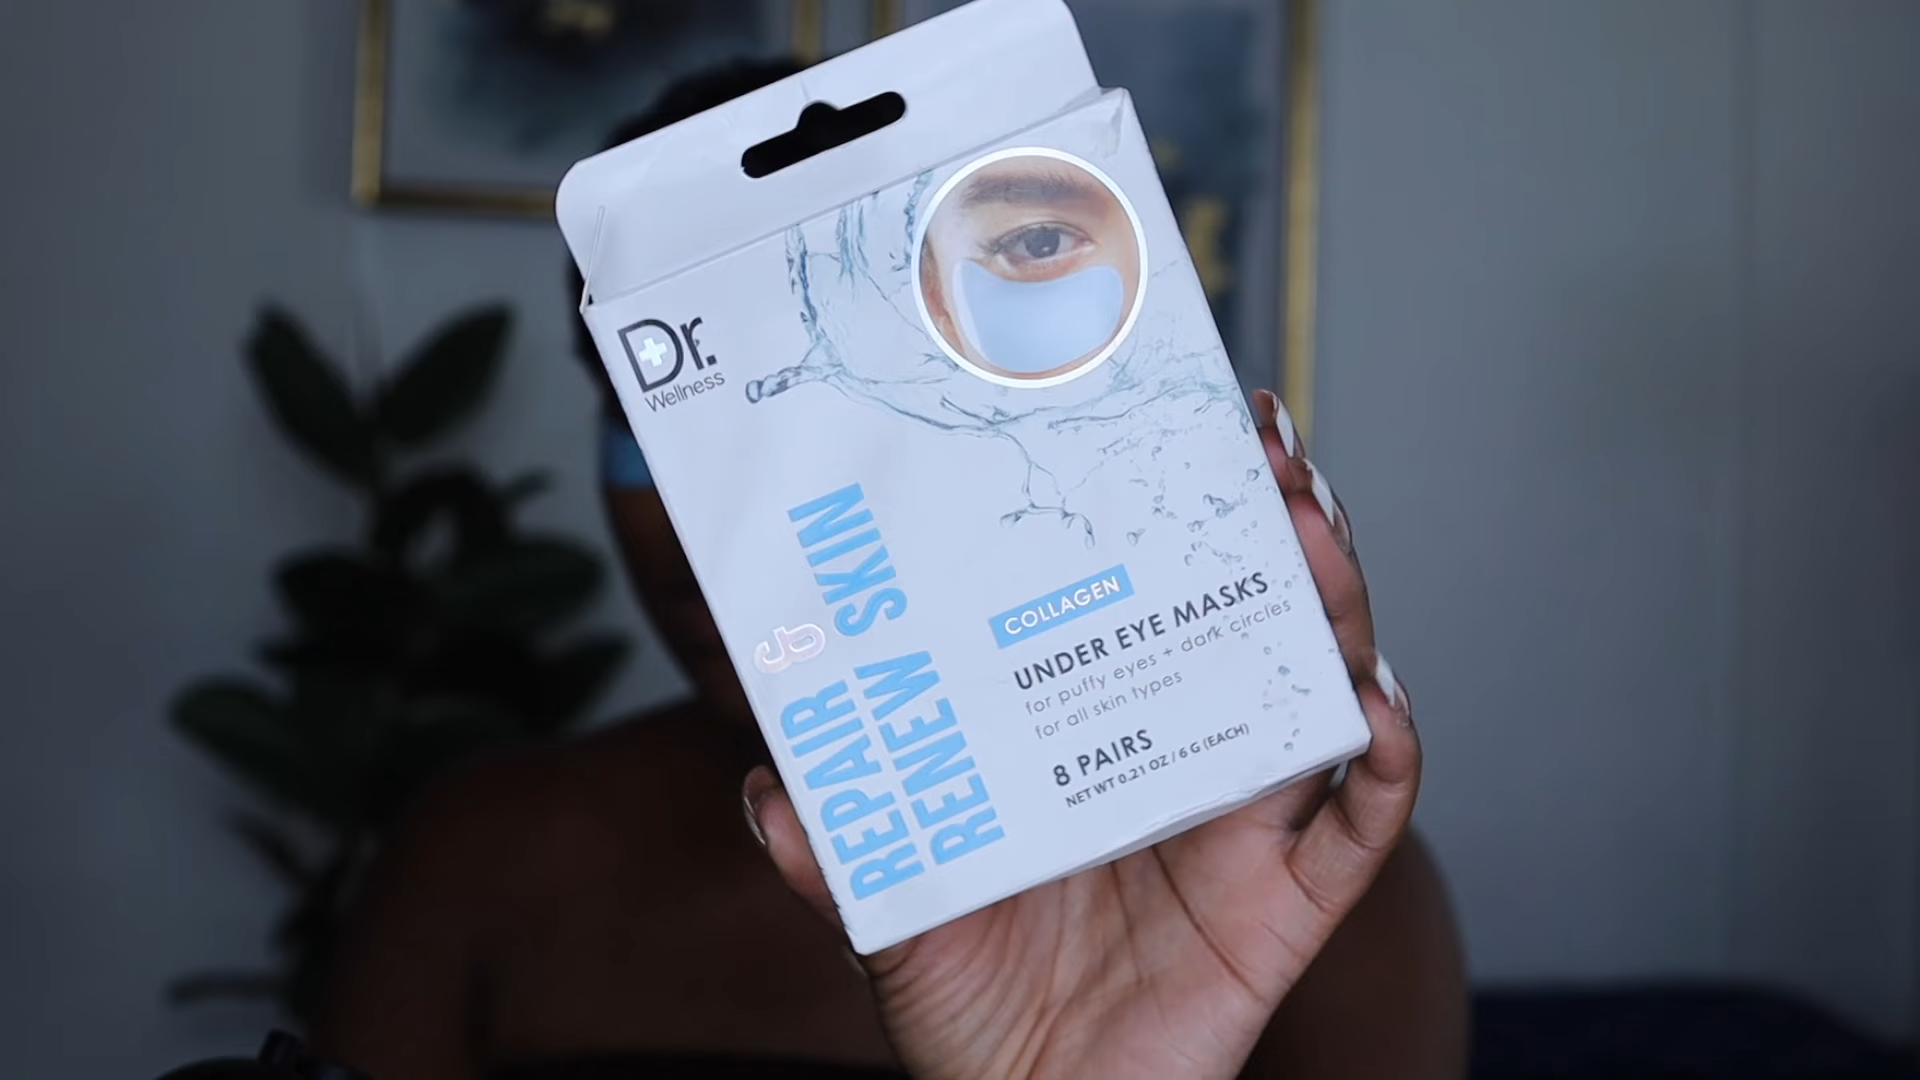 Dr.
Wellness
REPAIR SKIN
RENEW
COLLAGEN
UNDER EYE MASKS
for puffy eyes + dark circles
for all skin types
8 PAIRS
NET WT 0.21 OZ / 6 G (EACH)